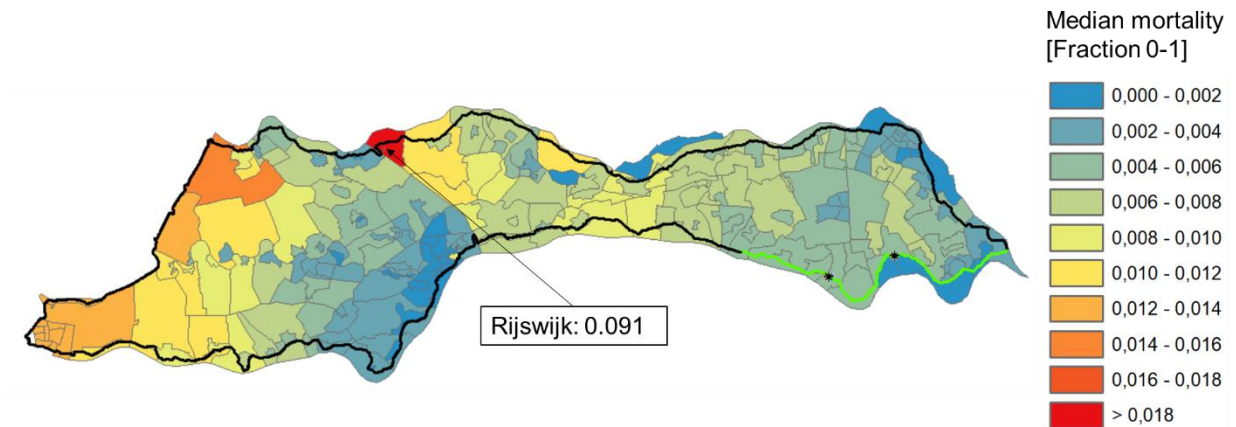 Median mortality
[Fraction 0-1]
0,000 - 0,002
0,002 - 0,004
0,004 - 0,006
0,006 - 0,008
0,008 - 0,010
0,010 - 0,012
0,012 - 0,014
0,014 - 0,016
0,016 - 0,018
> 0,018
Rijswijk: 0.091